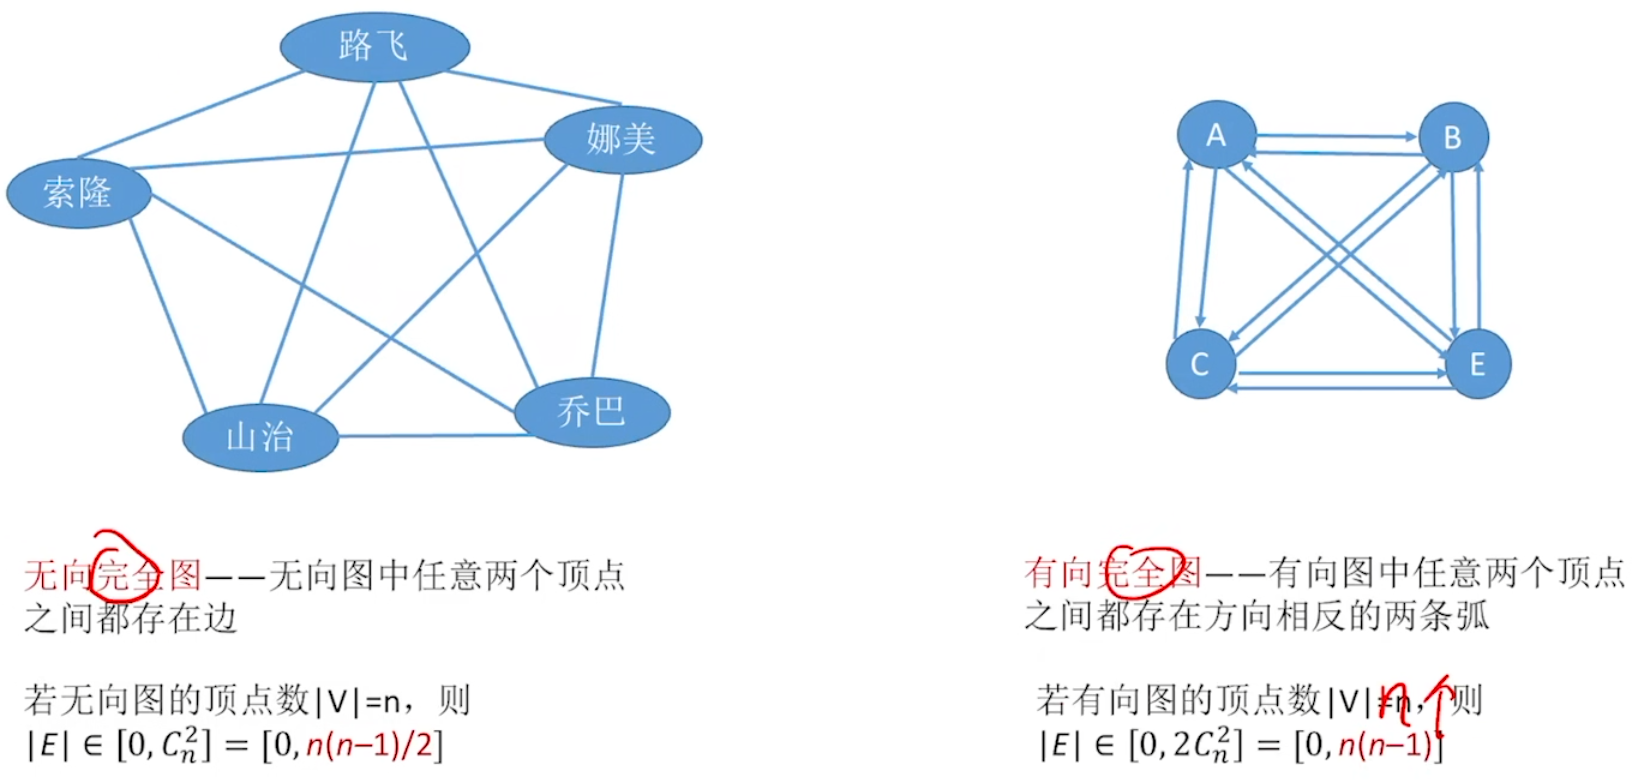 路飞
娜美
索隆
山治
乔巴
A
B
C
E
无向完全图——无向图中任意两个顶点
之间都存在边
若无向图的顶点数|V|=n，则
|E| ∈ [0, C_n^2] = [0, n(n–1)/2]
有向完全图——有向图中任意两个顶点
之间都存在方向相反的两条弧
若有向图的顶点数|V|=n，则
n个
|E| ∈ [0, 2C_n^2] = [0, n(n–1)]